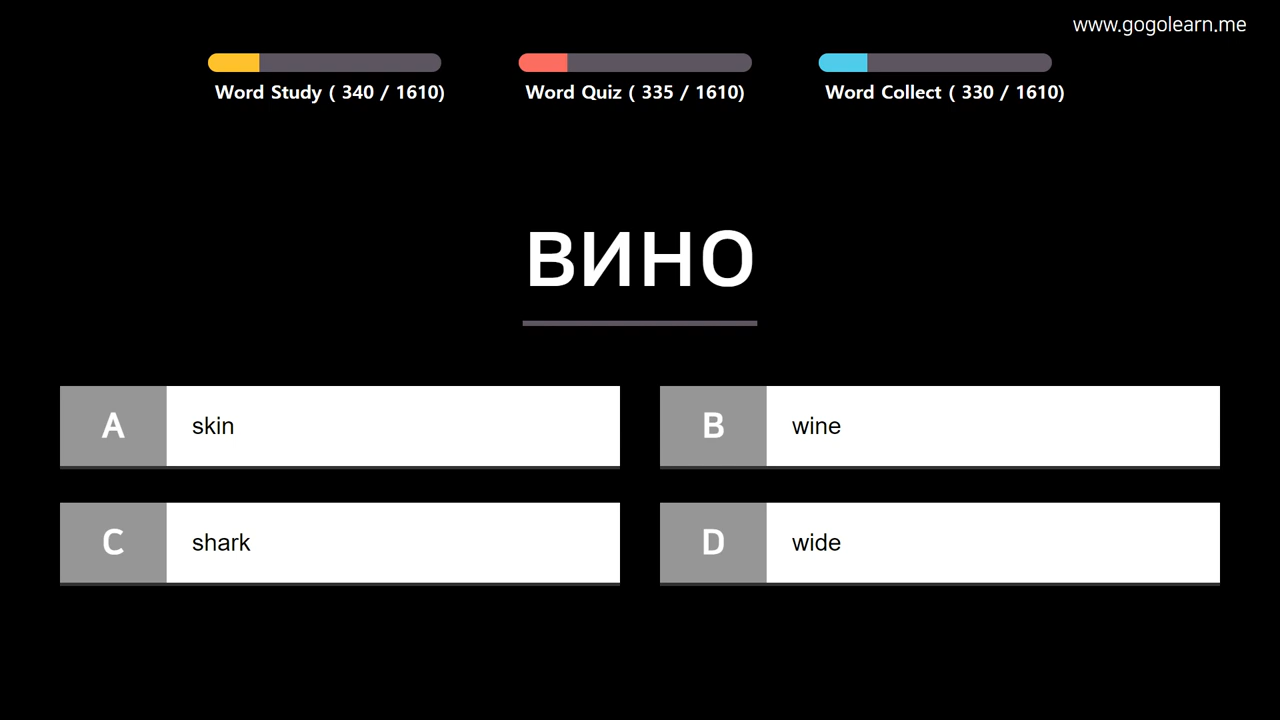 www.gogolearn.me
Word Study ( 340 / 1610)
Word Quiz ( 335 / 1610)
Word Collect ( 330 / 1610)
вино
A
skin
B
wine
C
shark
D
wide